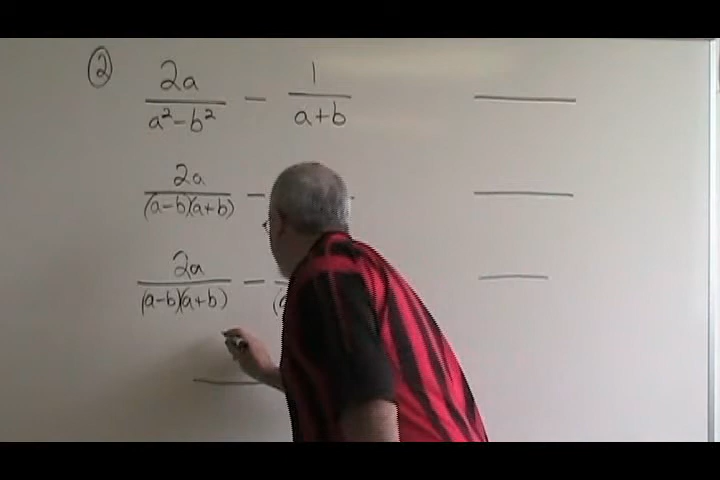 ② 2a/(a²-b²) - 1/(a+b)
2a/((a-b)(a+b)) -
2a/((a-b)(a+b)) -